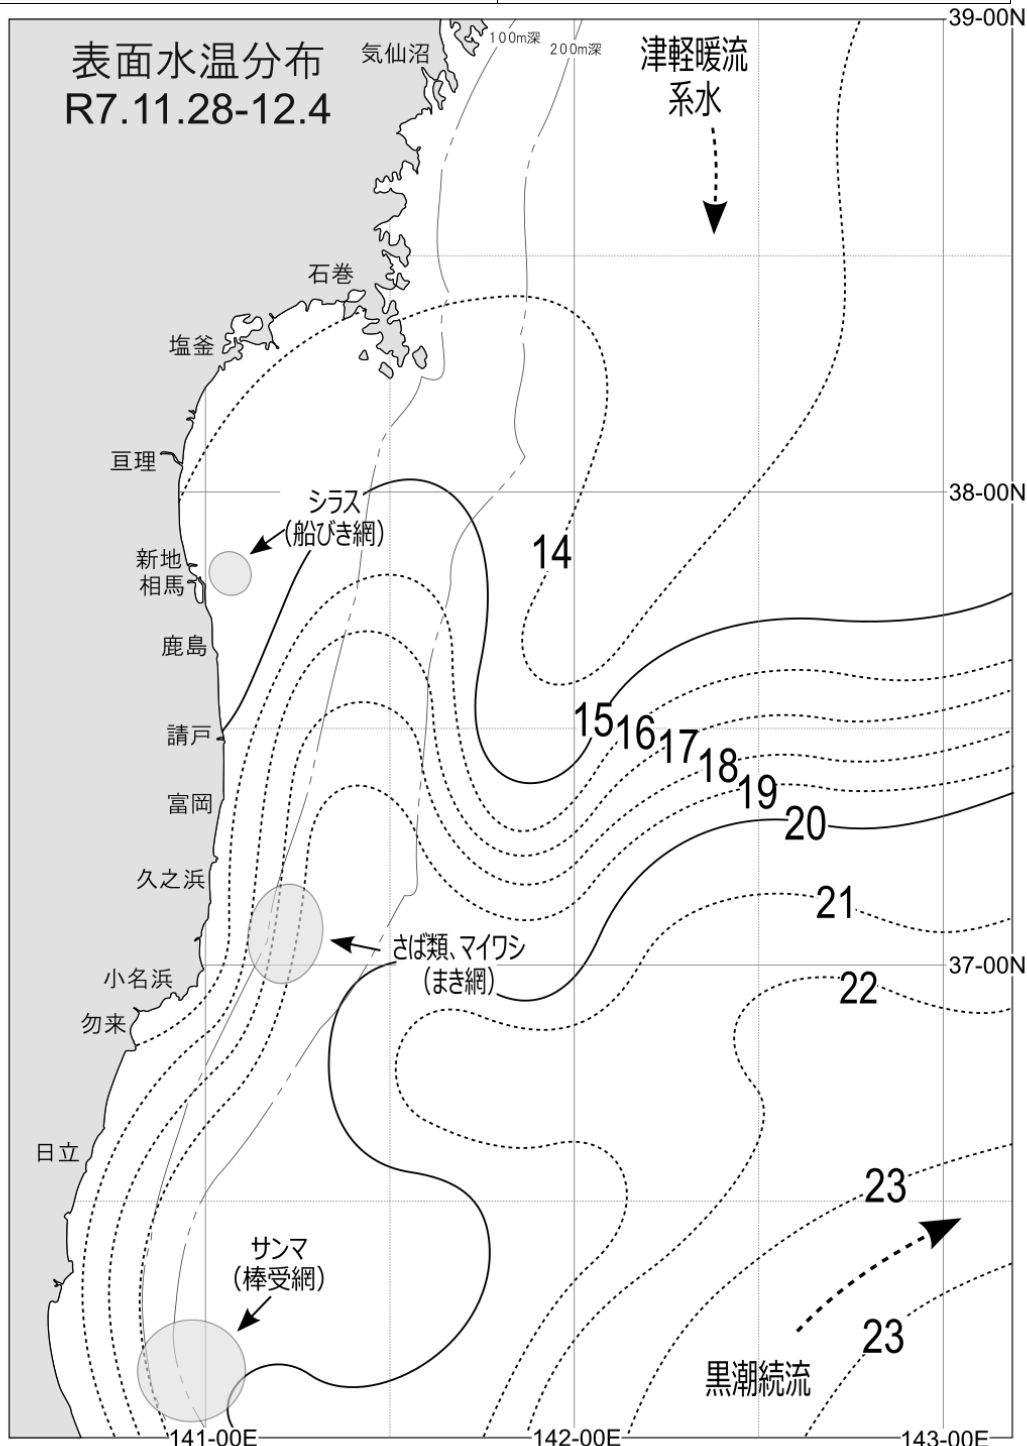 39-00N
表面水温分布
R7.11.28-12.4
気仙沼
100m深
200m深
津軽暖流
系水
石巻
塩釜
亘理
38-00N
シラス
(船びき網)
新地
相馬
14
鹿島
請戸
15
16
17
18
19
20
富岡
久之浜
21
さば類、マイワシ
(まき網)
37-00N
小名浜
22
勿来
日立
23
サンマ
(棒受網)
23
黒潮続流
141-00E
142-00E
143-00E